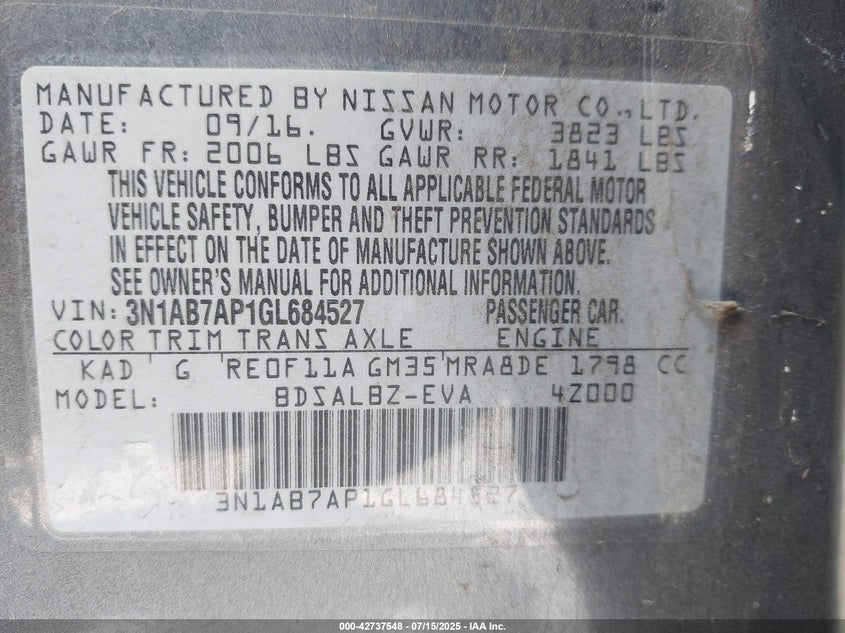 MANUFACTURED BY NISSAN MOTOR CO., LTD.
DATE: 09/16. GVWR: 3823 LBS
GAWR FR: 2006 LBS GAWR RR: 1841 LBS
THIS VEHICLE CONFORMS TO ALL APPLICABLE FEDERAL MOTOR
VEHICLE SAFETY, BUMPER AND THEFT PREVENTION STANDARDS
IN EFFECT ON THE DATE OF MANUFACTURE SHOWN ABOVE.
SEE OWNER'S MANUAL FOR ADDITIONAL INFORMATION.
VIN: 3N1AB7AP1GL684527 PASSENGER CAR.
COLOR TRIM TRANS AXLE ENGINE
KAD G RE0F11A GM35 MRA8DE 1798 CC
MODEL: BDSALBZ-EVA 4Z000
3N1AB7AP1GL684527
000-42737548 - 07/15/2025 - IAA Inc.